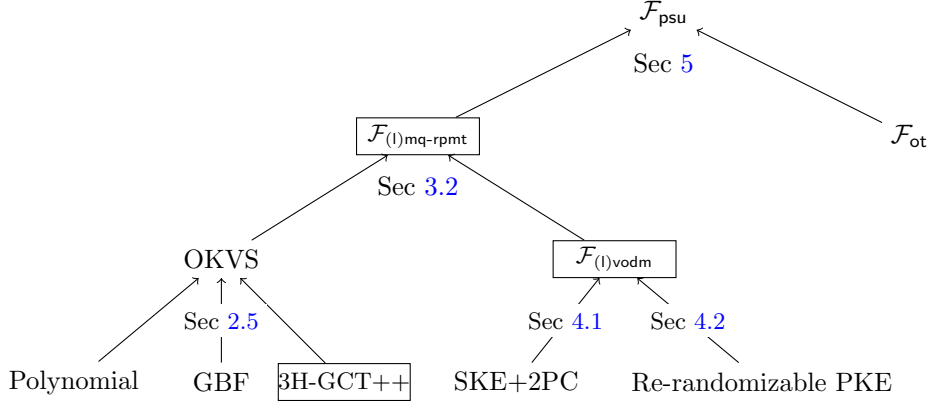 𝓕psu
Sec 5
𝓕(l)mq-rpmt
𝓕ot
Sec 3.2
OKVS
𝓕(l)vodm
Sec 2.5
Sec 4.1
Sec 4.2
Polynomial
GBF
3H-GCT++
SKE+2PC
Re-randomizable PKE